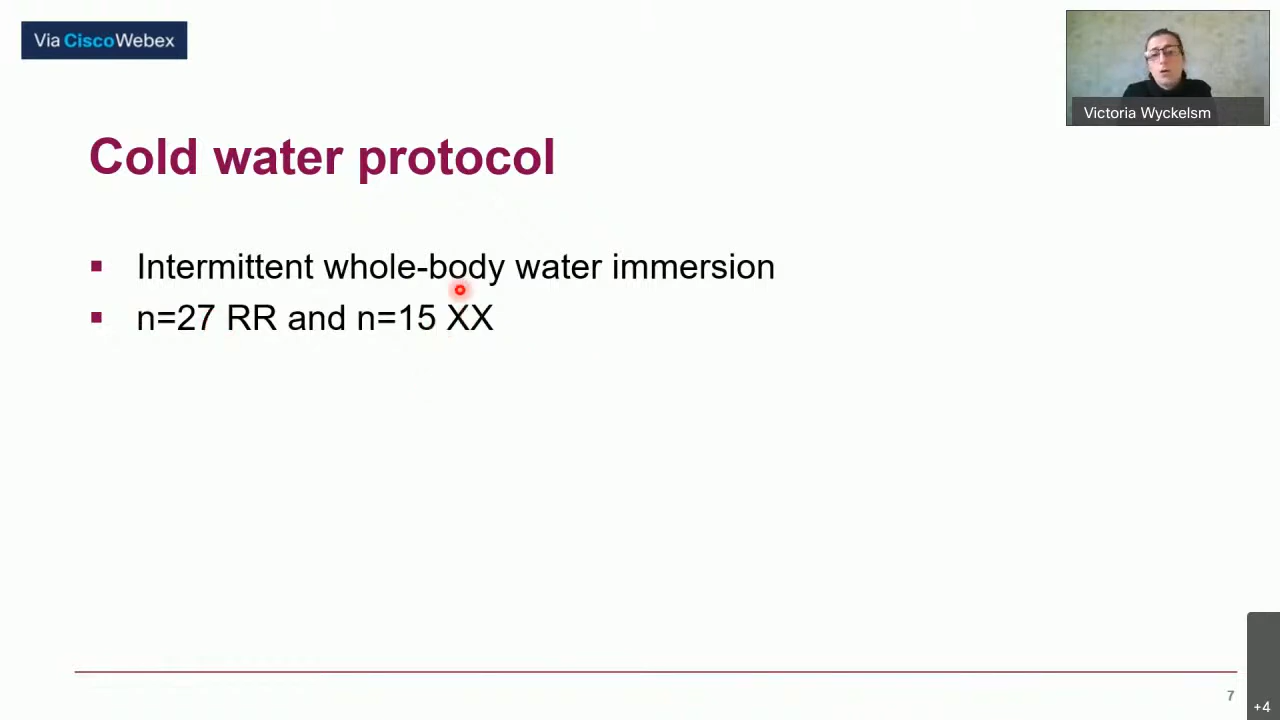 Via CiscoWebex
Victoria Wyckelsm
Cold water protocol
▪ Intermittent whole-body water immersion
▪ n=27 RR and n=15 XX
7
+4